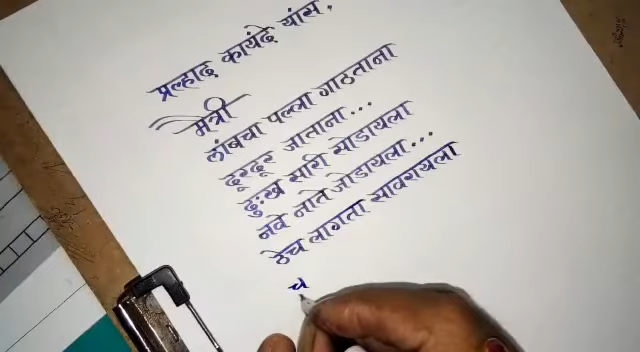 प्रल्हाद कायंदे यांस,
मैत्री
लांबचा पल्ला गाठताना
दूरदूर जाताना...
दुःख सारी मोडायला
नवे नाते जोडायला...
ठेच लागता सावरायला
च